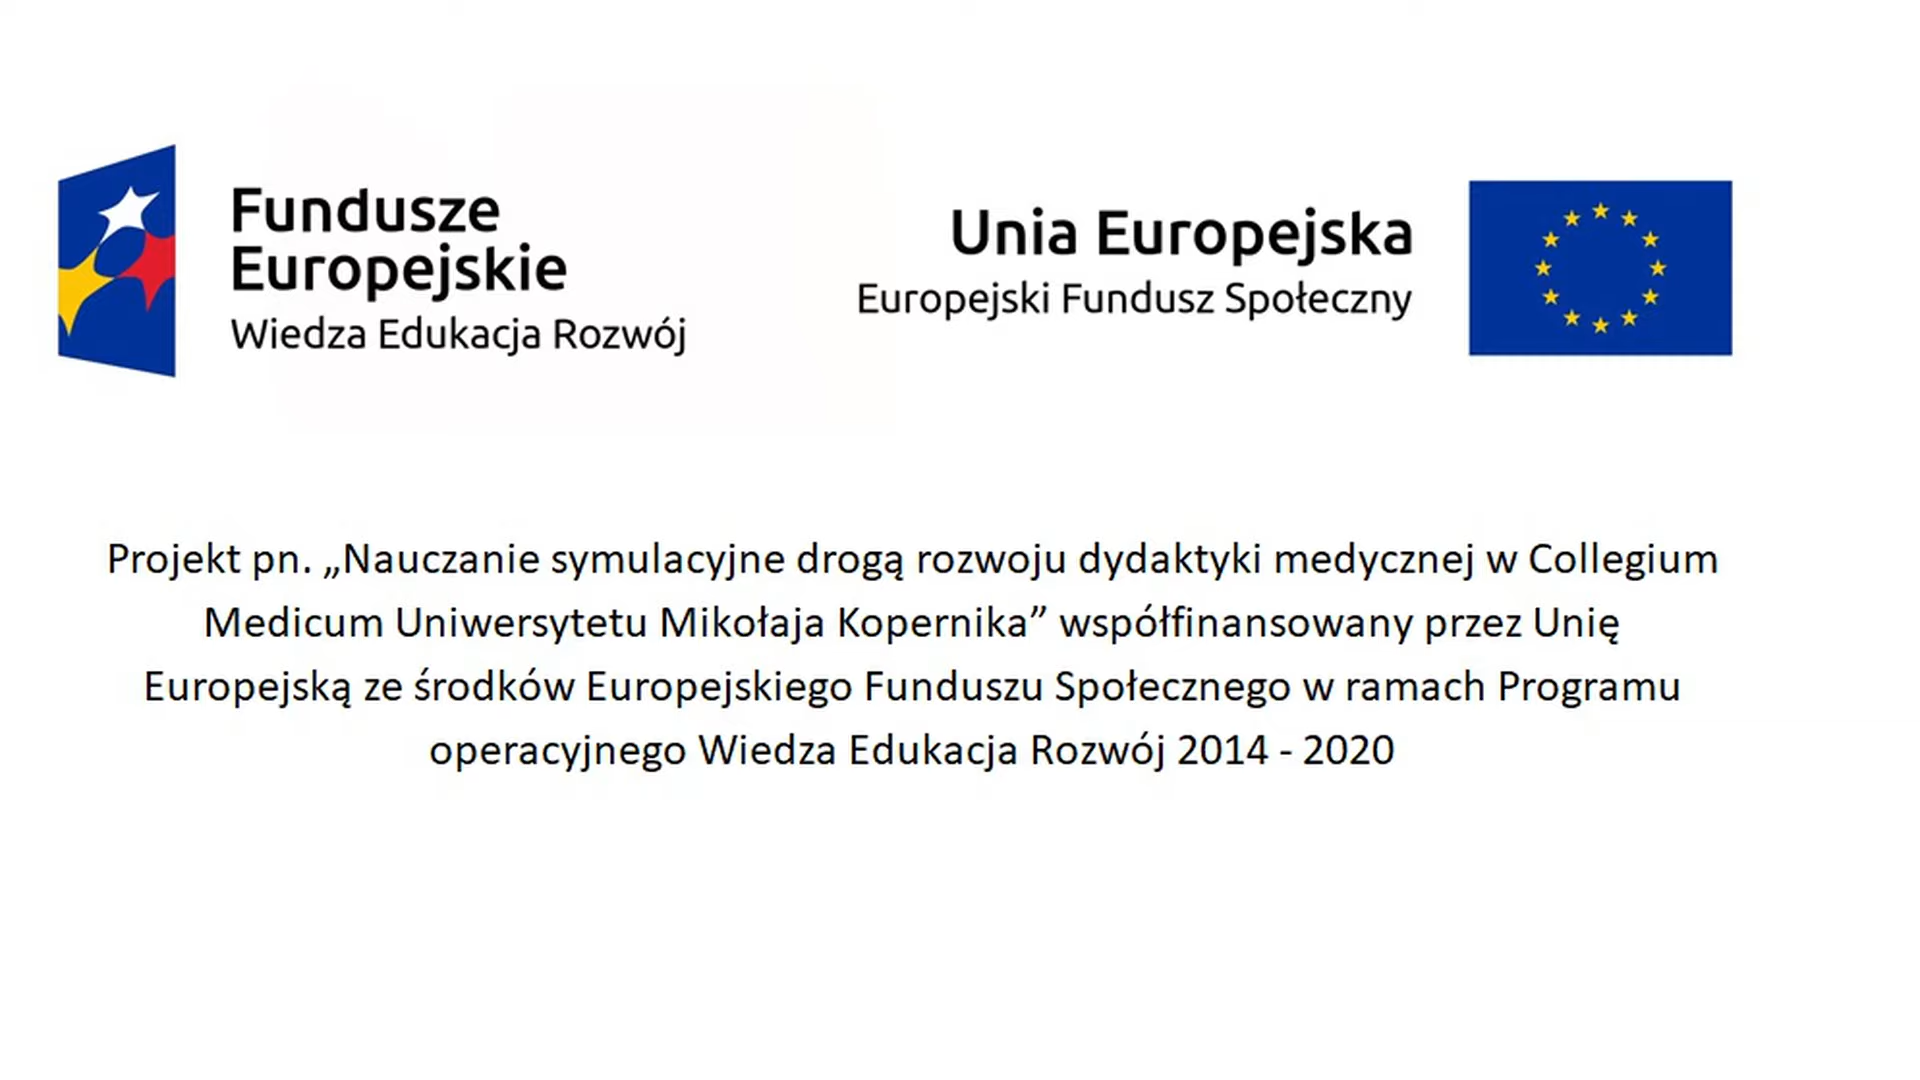 Fundusze
Europejskie
Wiedza Edukacja Rozwój
Unia Europejska
Europejski Fundusz Społeczny
Projekt pn. „Nauczanie symulacyjne drogą rozwoju dydaktyki medycznej w Collegium
Medicum Uniwersytetu Mikołaja Kopernika” współfinansowany przez Unię
Europejską ze środków Europejskiego Funduszu Społecznego w ramach Programu
operacyjnego Wiedza Edukacja Rozwój 2014 - 2020